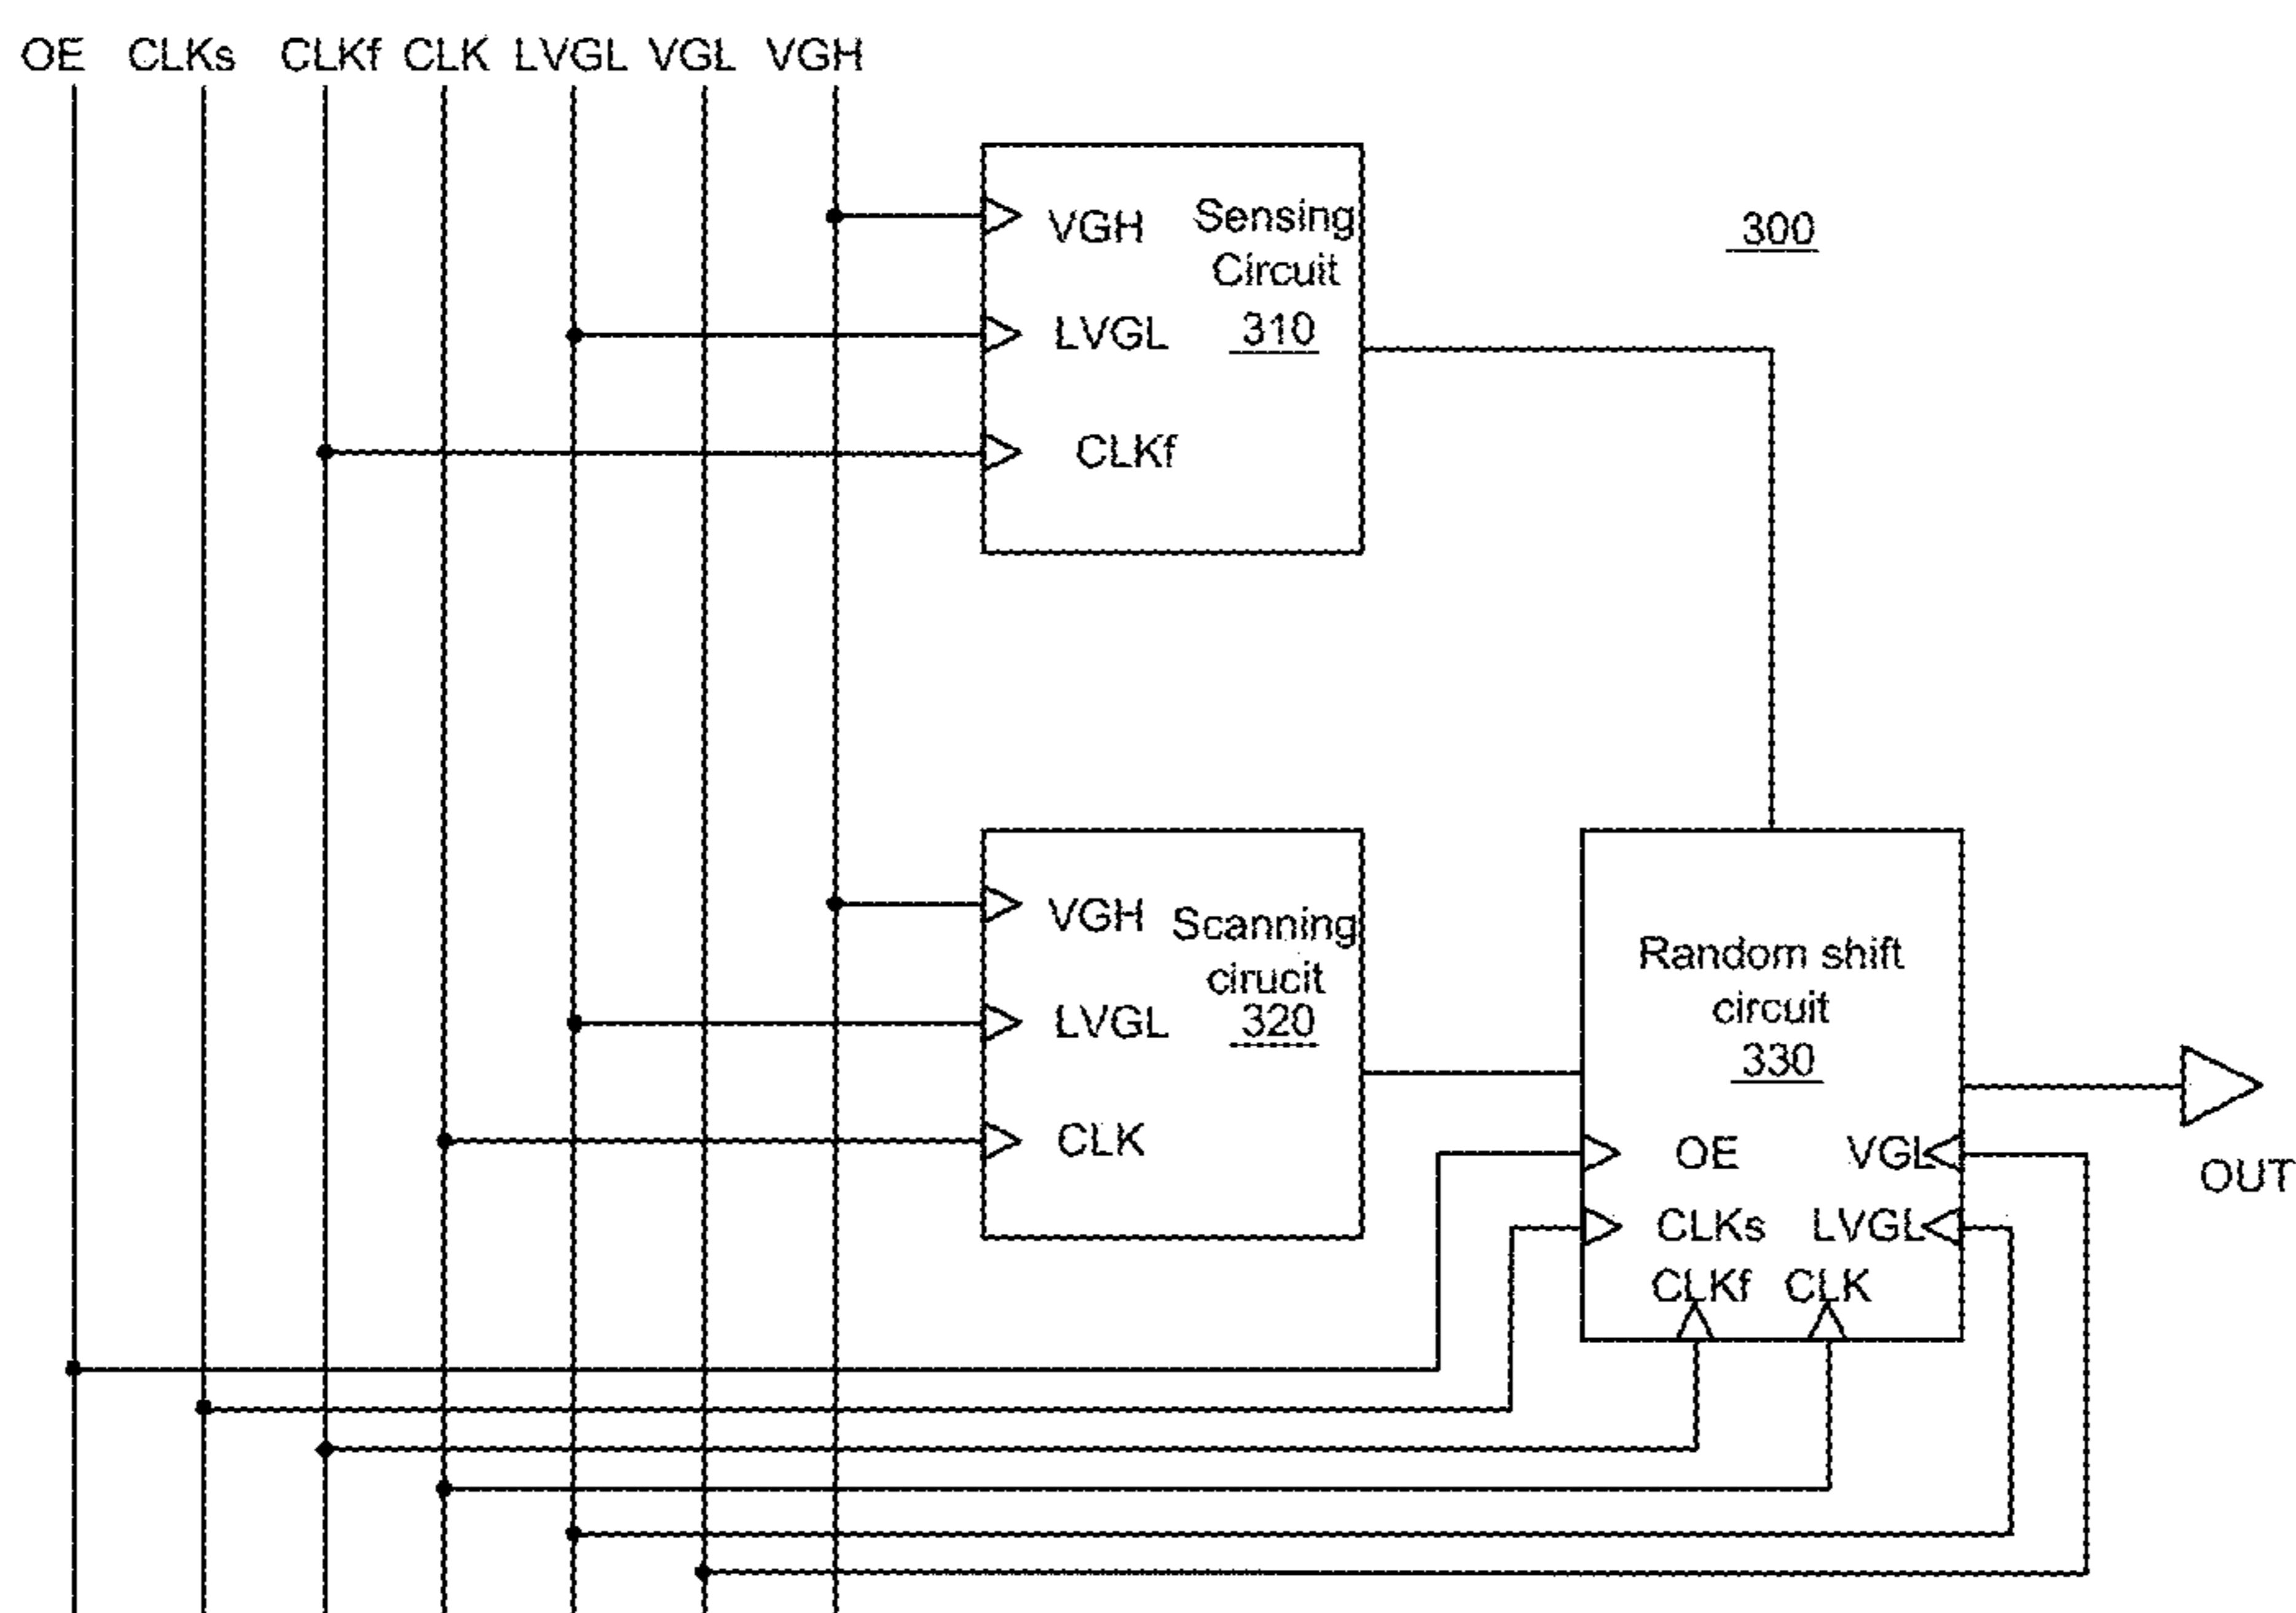 OE CLKs CLKf CLK LVGL VGL VGH
VGH
Sensing
Circuit
310
LVGL
CLKf
300
VGH
Scanning
cirucit
320
LVGL
CLK
Random shift
circuit
330
OE VGL
CLKs LVGL
CLKf CLK
OUT